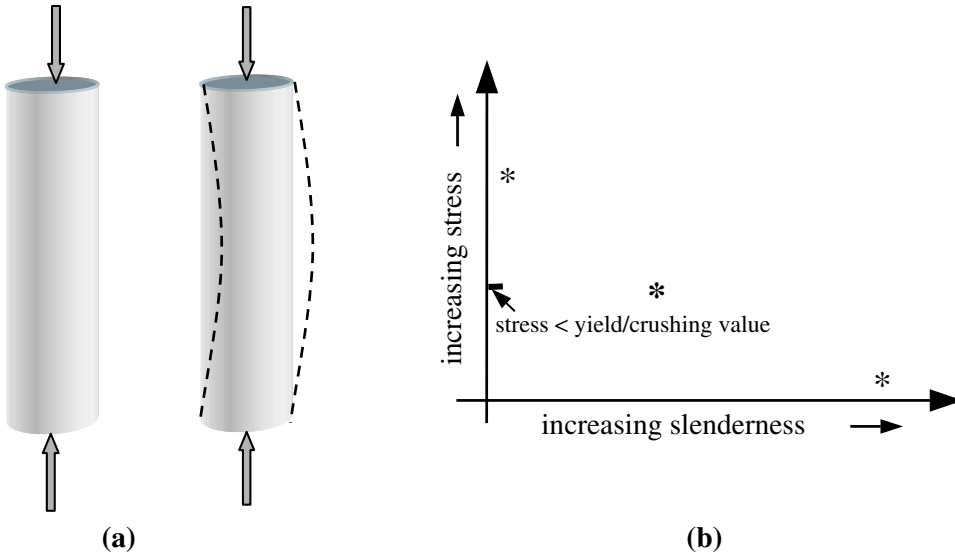 increasing stress
*
*
stress < yield/crushing value
*
increasing slenderness
(a)
(b)